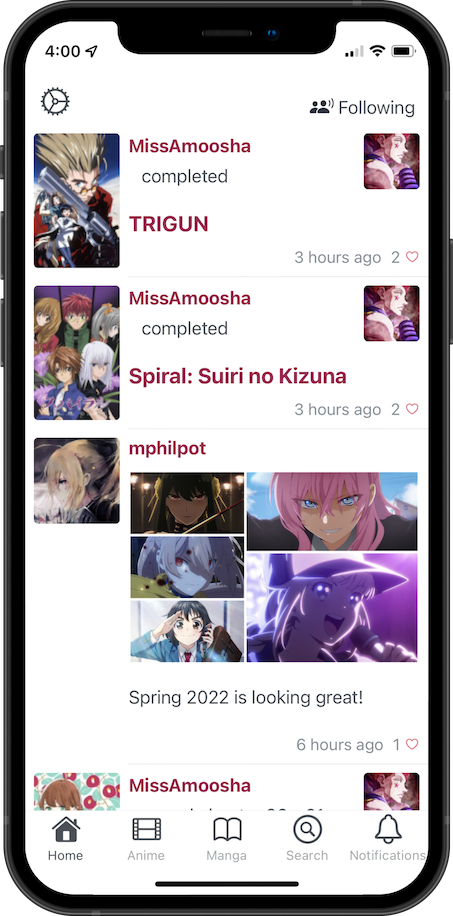 4:00
Following
MissAmoosha
completed
TRIGUN
3 hours ago 2
MissAmoosha
completed
Spiral: Suiri no Kizuna
3 hours ago 2
mphilpot
Spring 2022 is looking great!
6 hours ago 1
MissAmoosha
Home Anime Manga Search Notifications